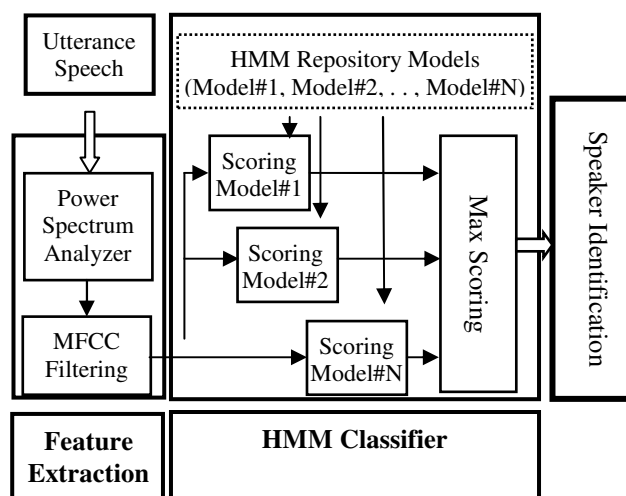 Utterance
Speech
HMM Repository Models
(Model#1, Model#2, . . , Model#N)
Power
Spectrum
Analyzer
MFCC
Filtering
Scoring
Model#1
Scoring
Model#2
Scoring
Model#N
Max Scoring
Speaker Identification
Feature
Extraction
HMM Classifier